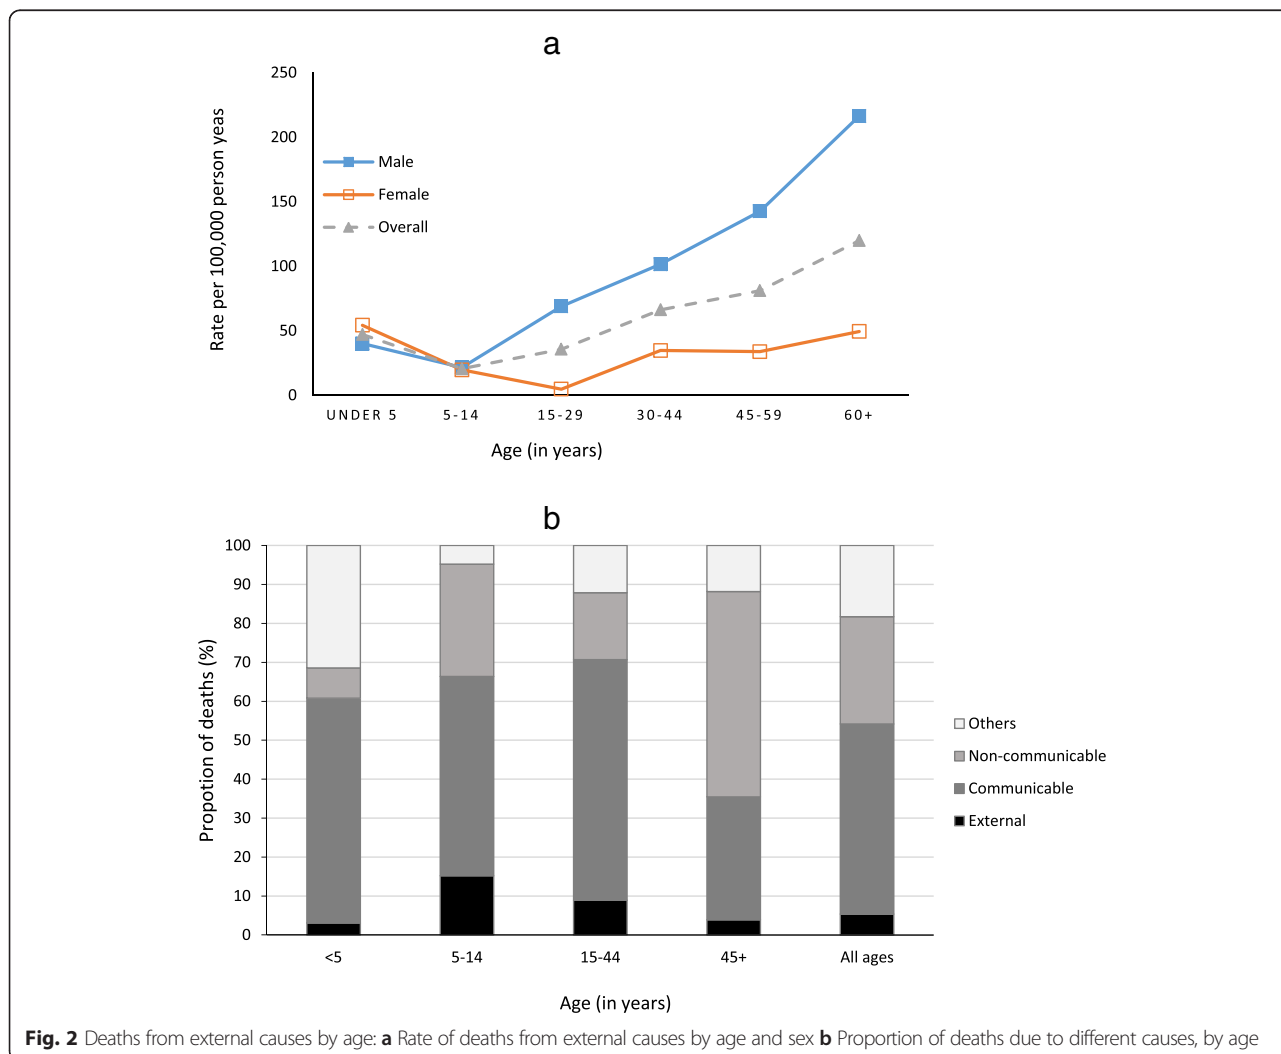 a
250
200
150
100
50
0
Rate per 100,000 person yeas
Male
Female
Overall
UNDER 5 5-14 15-29 30-44 45-59 60+
Age (in years)
b
100
90
80
70
60
50
40
30
20
10
0
Propotion of deaths (%)
Others
Non-communicable
Communicable
External
<5 5-14 15-44 45+ All ages
Age (in years)
Fig. 2 Deaths from external causes by age: a Rate of deaths from external causes by age and sex b Proportion of deaths due to different causes, by age